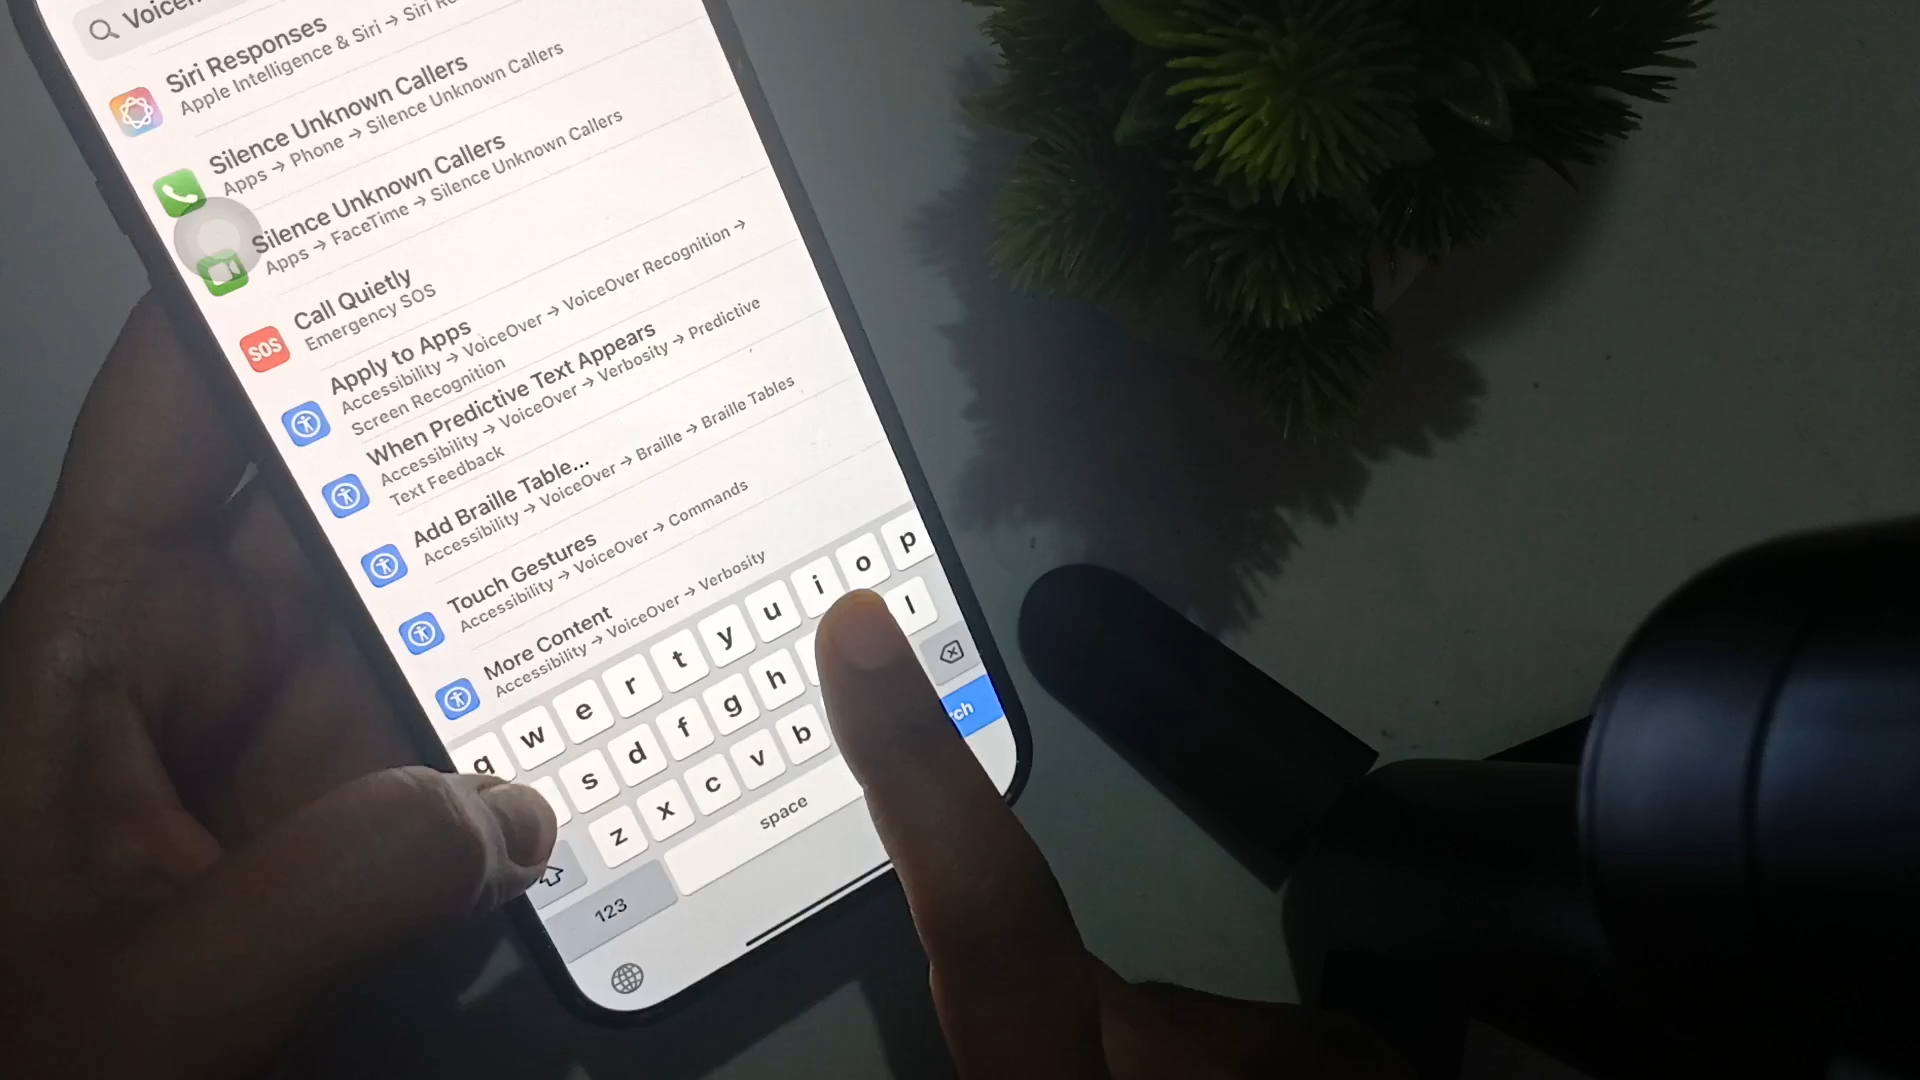 Siri Responses
Apple Intelligence & Siri → Siri
Silence Unknown Callers
Apps → Phone → Silence Unknown Callers
Silence Unknown Callers
Apps → FaceTime → Silence Unknown Callers
Call Quietly
Emergency SOS
SOS
Apply to Apps
Accessibility → VoiceOver → VoiceOver Recognition →
Screen Recognition
When Predictive Text Appears
Accessibility → VoiceOver → Verbosity → Predictive
Text Feedback
Add Braille Table...
Accessibility → VoiceOver → Braille → Braille Tables
Touch Gestures
Accessibility → VoiceOver → Commands
More Content
Accessibility → VoiceOver → Verbosity
q w e r t y u i o p
s d f g h l
z x c v b
123 space rch